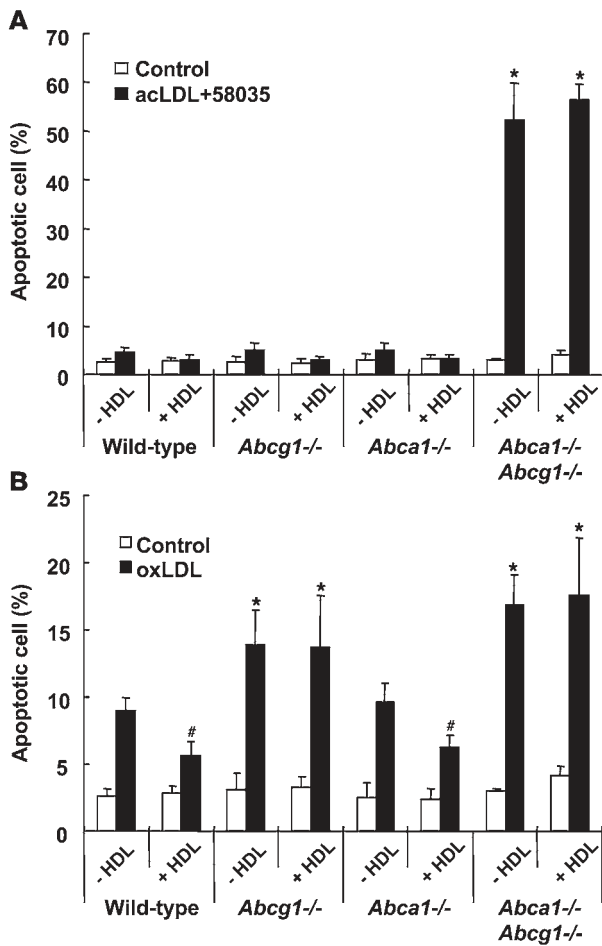 A
70
60
50
40
30
20
10
0
Apoptotic cell (%)
Control
acLDL+58035
* *
- HDL + HDL - HDL + HDL - HDL + HDL - HDL + HDL
Wild-type Abcg1-/- Abca1-/- Abca1-/-
Abcg1-/-
B
25
20
15
10
5
0
Apoptotic cell (%)
Control
oxLDL
# * * # * *
- HDL + HDL - HDL + HDL - HDL + HDL - HDL + HDL
Wild-type Abcg1-/- Abca1-/- Abca1-/-
Abcg1-/-